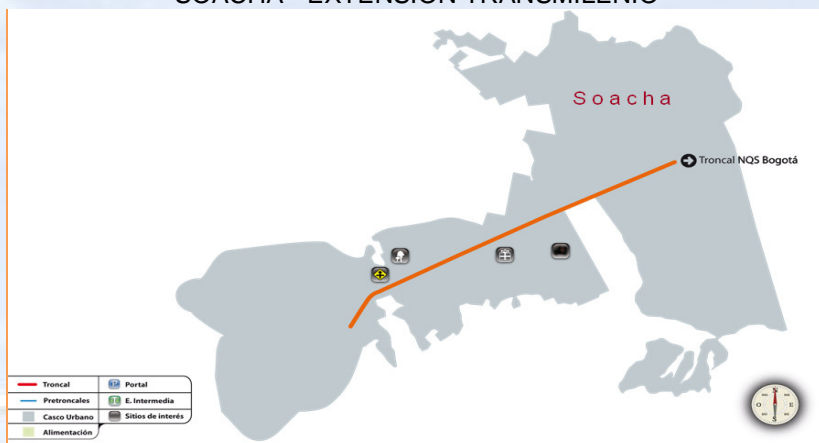 SOACHA - EXTENSIÓN TRANSMILENIO
Soacha
Troncal NQS Bogotá
Troncal
Portal
Pretroncales
E. Intermedia
Casco Urbano
Sitios de interés
Alimentación
O
E
S